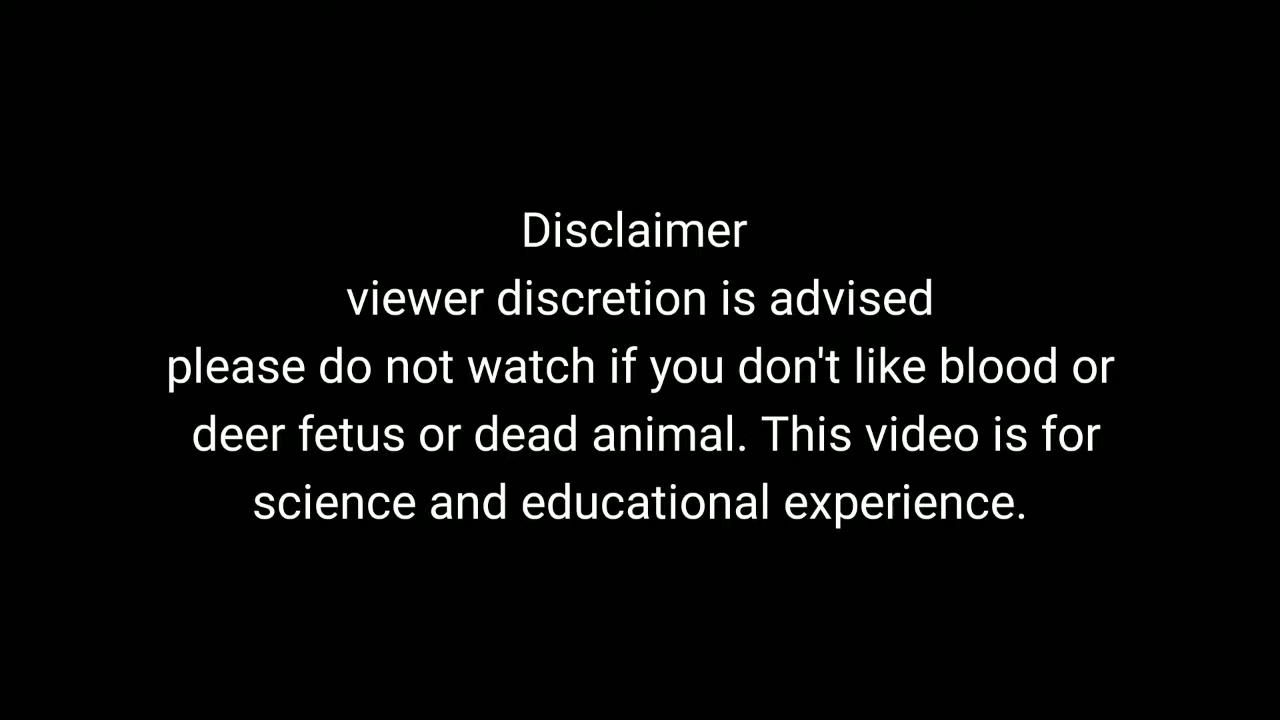 Disclaimer
viewer discretion is advised
please do not watch if you don't like blood or
deer fetus or dead animal. This video is for
science and educational experience.